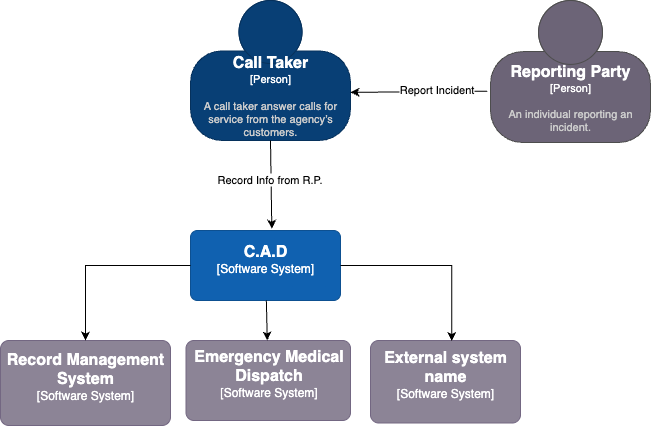 Call Taker
[Person]
A call taker answer calls for
service from the agency's
customers.
Report Incident
Reporting Party
[Person]
An individual reporting an
incident.
Record Info from R.P.
C.A.D
[Software System]
Record Management
System
[Software System]
Emergency Medical
Dispatch
[Software System]
External system
name
[Software System]